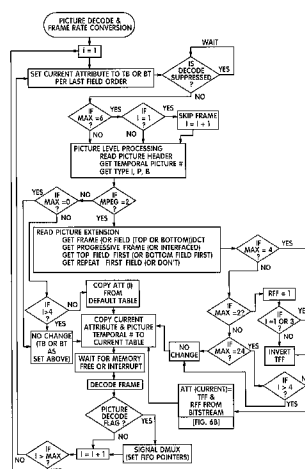 PICTURE DECODE &
FRAME RATE CONVERSION
I = 1
WAIT
IS
DECODE
SUPPRESSED
?
YES
NO
SET CURRENT ATTRIBUTE TO TB OR BT
PER LAST FIELD ORDER
IF
MAX =6
?
YES
NO
IF
I = 1
?
YES
NO
SKIP FRAME
I = I + 1
PICTURE LEVEL PROCESSING
READ PICTURE HEADER
GET TEMPORAL PICTURE #
GET TYPE I, P, B
YES
IF
MAX =0
?
NO
NO
IF
MPEG =2
?
YES
READ PICTURE EXTENSION
GET FRAME (OR FIELD [TOP OR BOTTOM])DCT
GET PROGRESSIVE FRAME (OR INTERFACED)
GET TOP FIELD FIRST (OR BOTTOM FIELD FIRST)
GET REPEAT FIRST FIELD (OR DON'T)
IF
MAX = 4
?
YES
NO
IF
I>4
?
NO
YES
COPY ATT (I)
FROM
DEFAULT TABLE
NO CHANGE
(TB OR BT
AS
SET ABOVE)
COPY CURRENT
ATTRIBUTE & PICTURE
TEMPORAL # TO
CURRENT TABLE
NO
CHANGE
YES
IF
MAX =2?
?
NO
YES
IF
MAX =24
?
NO
RFF = 1
IF
I =1 OR 3
?
YES
NO
INVERT
TFF
IF
I > 4
?
YES
NO
ATT (CURRENT)=
TFF &
RFF FROM
BITSTREAM
[FIG. 6B]
WAIT FOR MEMORY
FREE OR INTERRUPT
DECODE FRAME
PICTURE
DECODE
FLAG ?
NO
YES
SIGNAL DMUX
(SET FIFO POINTERS)
I = I+1
IF
I > MAX
?
YES
NO